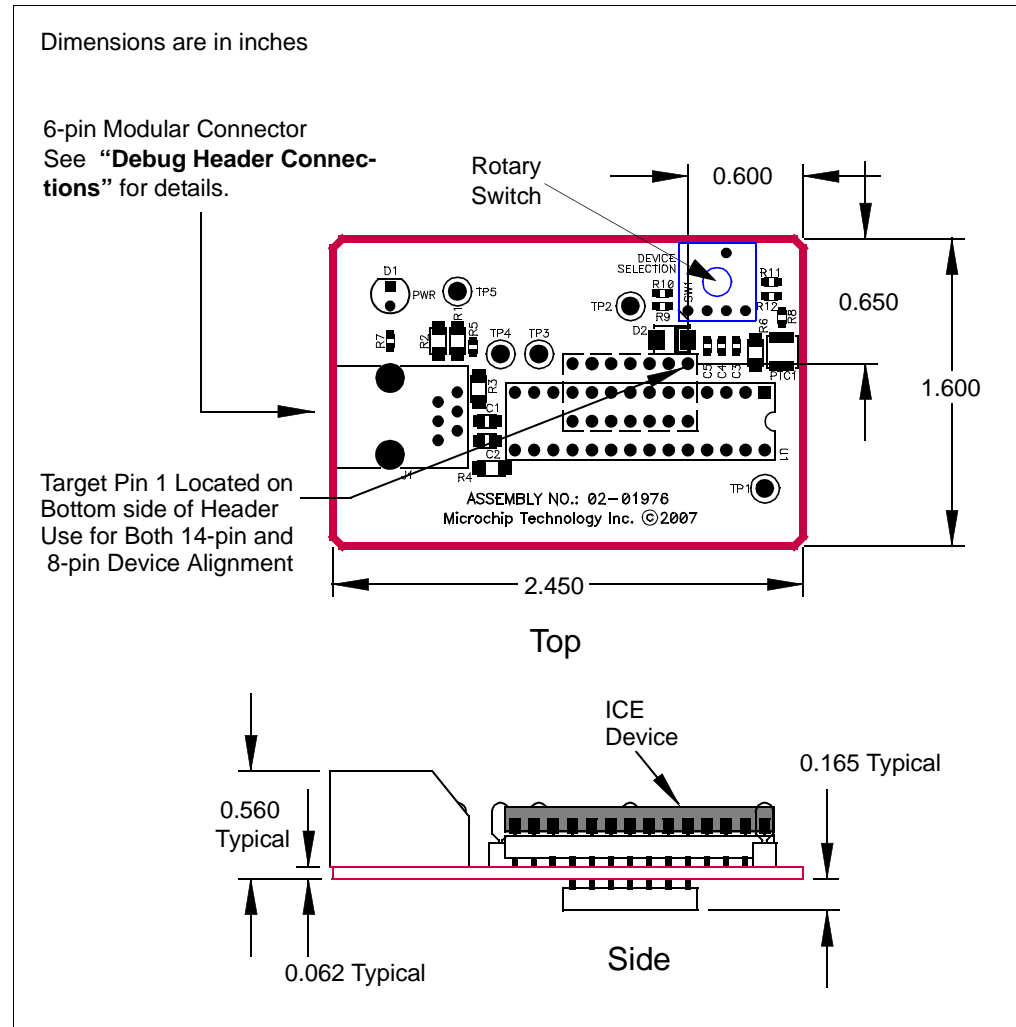 Dimensions are in inches
6-pin Modular Connector
See “Debug Header Connec-
tions” for details.
Rotary
Switch
0.600
0.650
1.600
DEVICE
SELECTION
SW1
D1
PWR
TP5
TP2
R10
R9
D2
R11
R12
R8
R6
PTC1
R7
R2
R1
R5
TP4
TP3
C5
C4
C3
R3
C1
C2
R4
J1
U1
TP1
ASSEMBLY NO.: 02-01976
Microchip Technology Inc. ©2007
Target Pin 1 Located on
Bottom side of Header
Use for Both 14-pin and
8-pin Device Alignment
2.450
Top
ICE
Device
0.165 Typical
0.560
Typical
0.062 Typical
Side